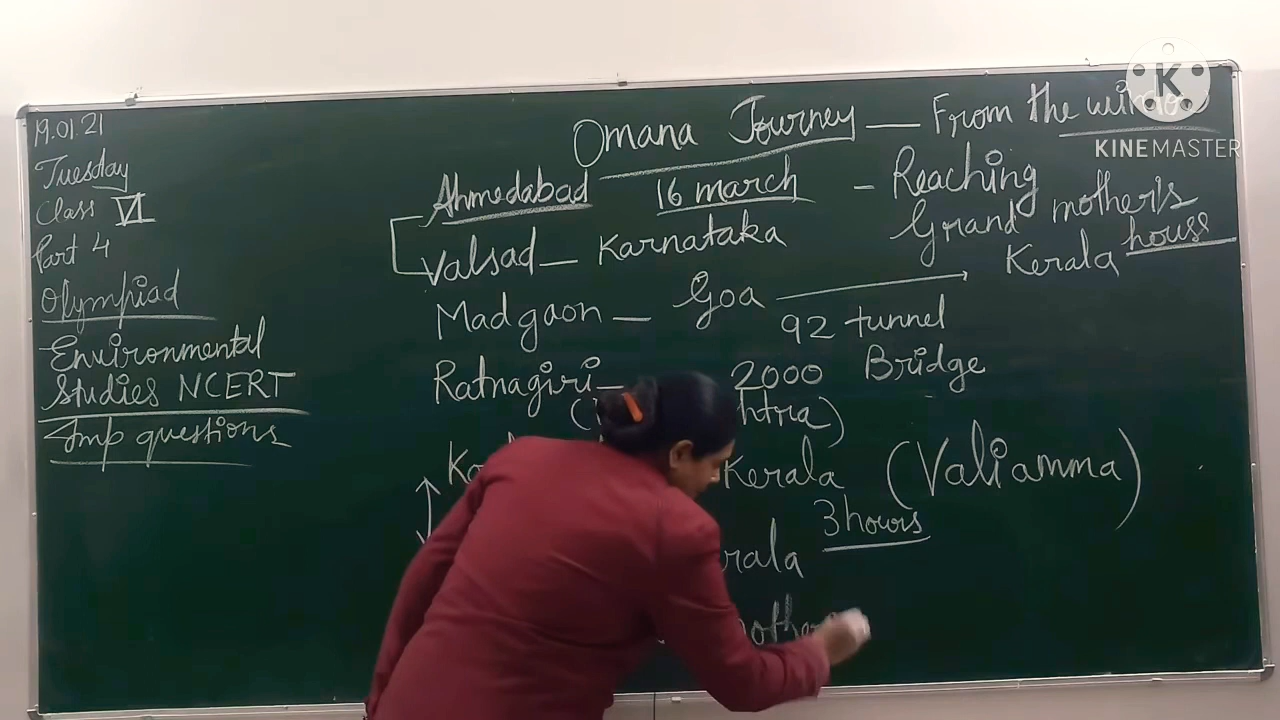 19.01.21
Tuesday
Class VI
Part 4
Olympiad
Environmental
Studies NCERT
Imp questions
Omana Journey — From the
Ahmedabad 16 march - Reaching
Grand mother's
house
Valsad — Karnataka
Kerala
Madgaon — Goa
92 tunnel
Ratnagiri — 2000 Bridge
Kerala (Valiamma)
3 hours
K
KINEMASTER